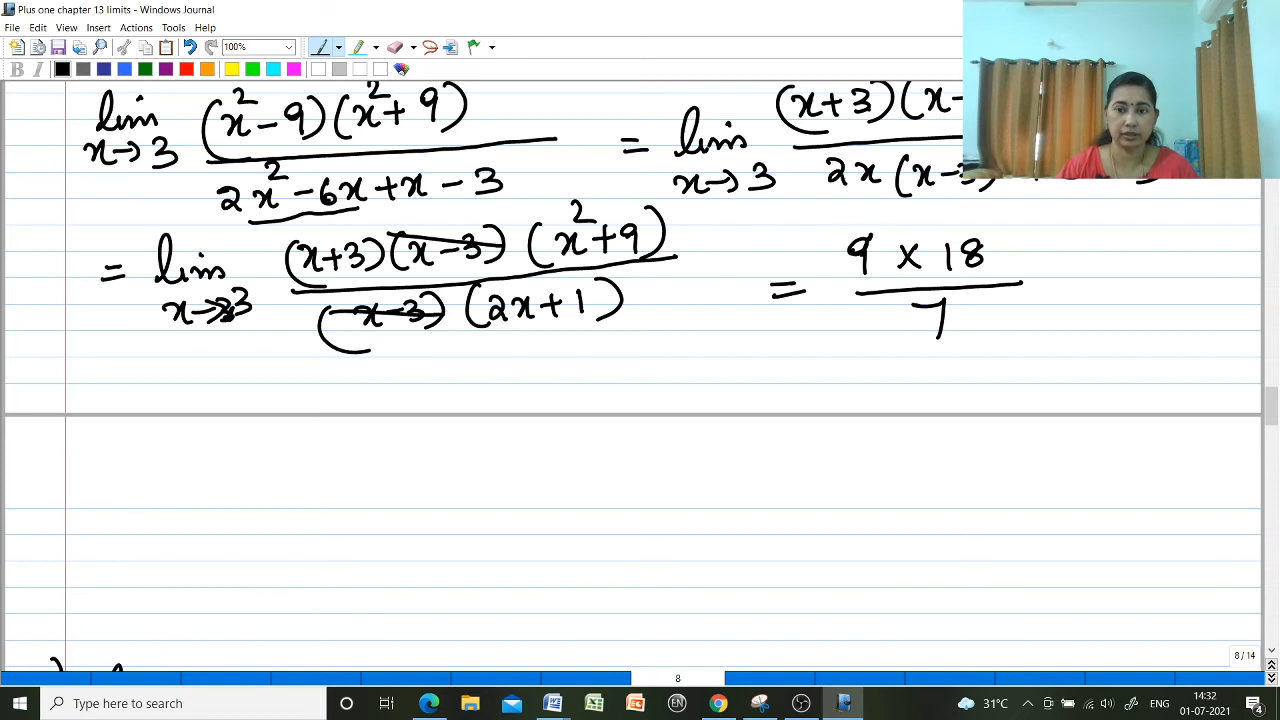 Plus one chapter 13 limits - Windows Journal
File Edit View Insert Actions Tools Help
100%
B I
lim x→3 (x² - 9)(x² + 9) / 2x² - 6x + x - 3 = lim x→3 (x+3)(x- / 2x(x-3)
= lim x→3 (x+3)(x-3)(x²+9) / (x-3)(2x+1) = 9 × 18 / 7
8 / 14
8
Type here to search
31°C
ENG
14:32
01-07-2021